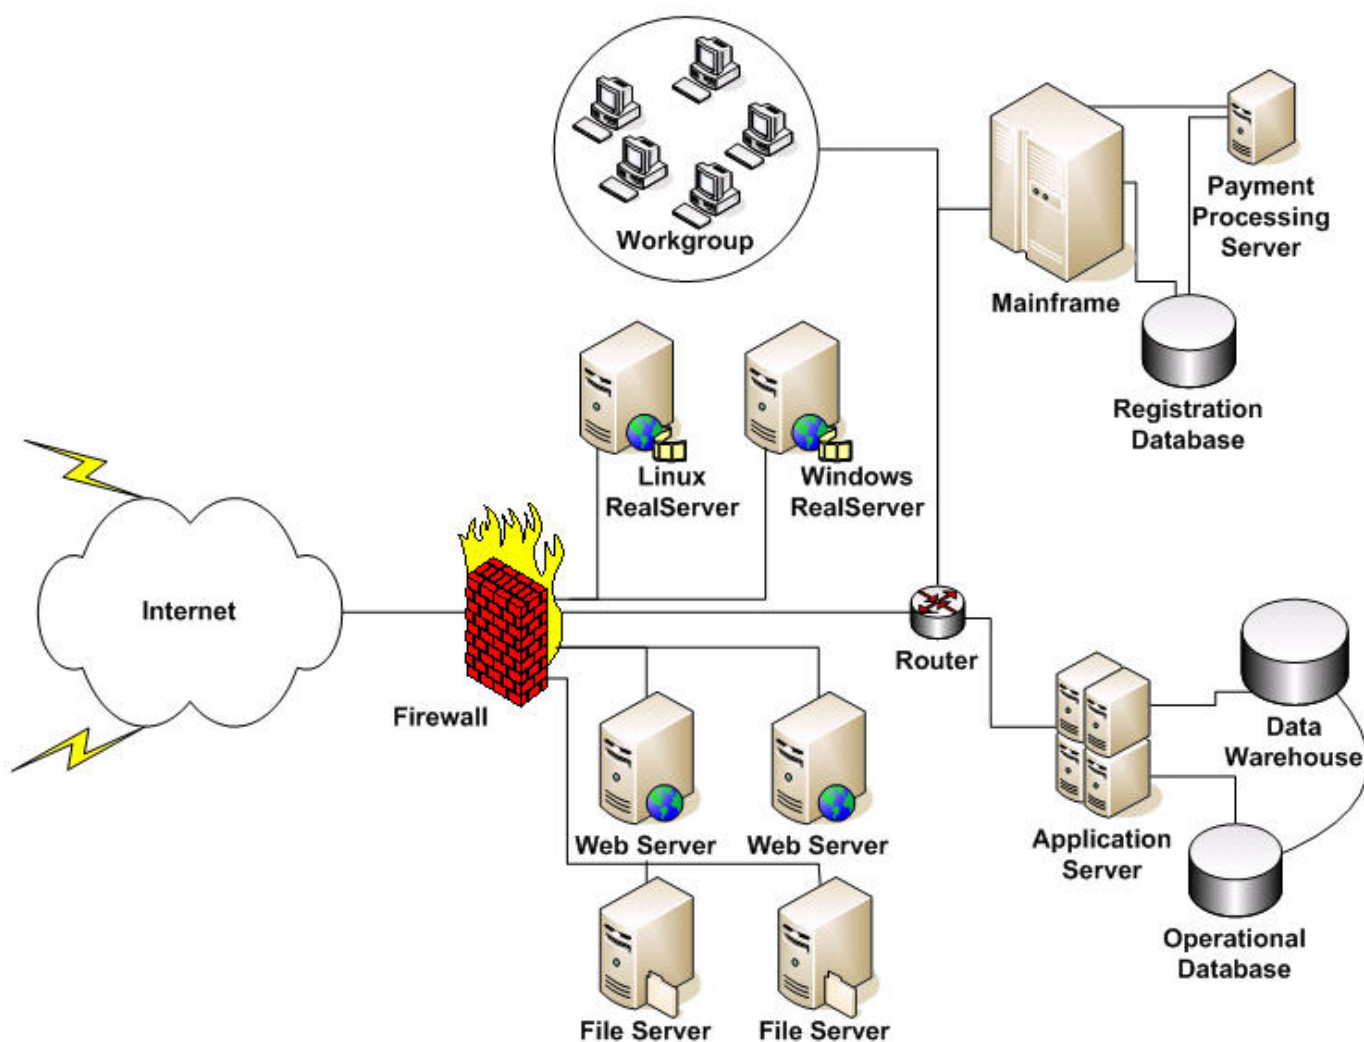 Workgroup
Mainframe
Payment
Processing
Server
Registration
Database
Linux
RealServer
Windows
RealServer
Internet
Firewall
Router
Data
Warehouse
Application
Server
Operational
Database
Web Server
Web Server
File Server
File Server